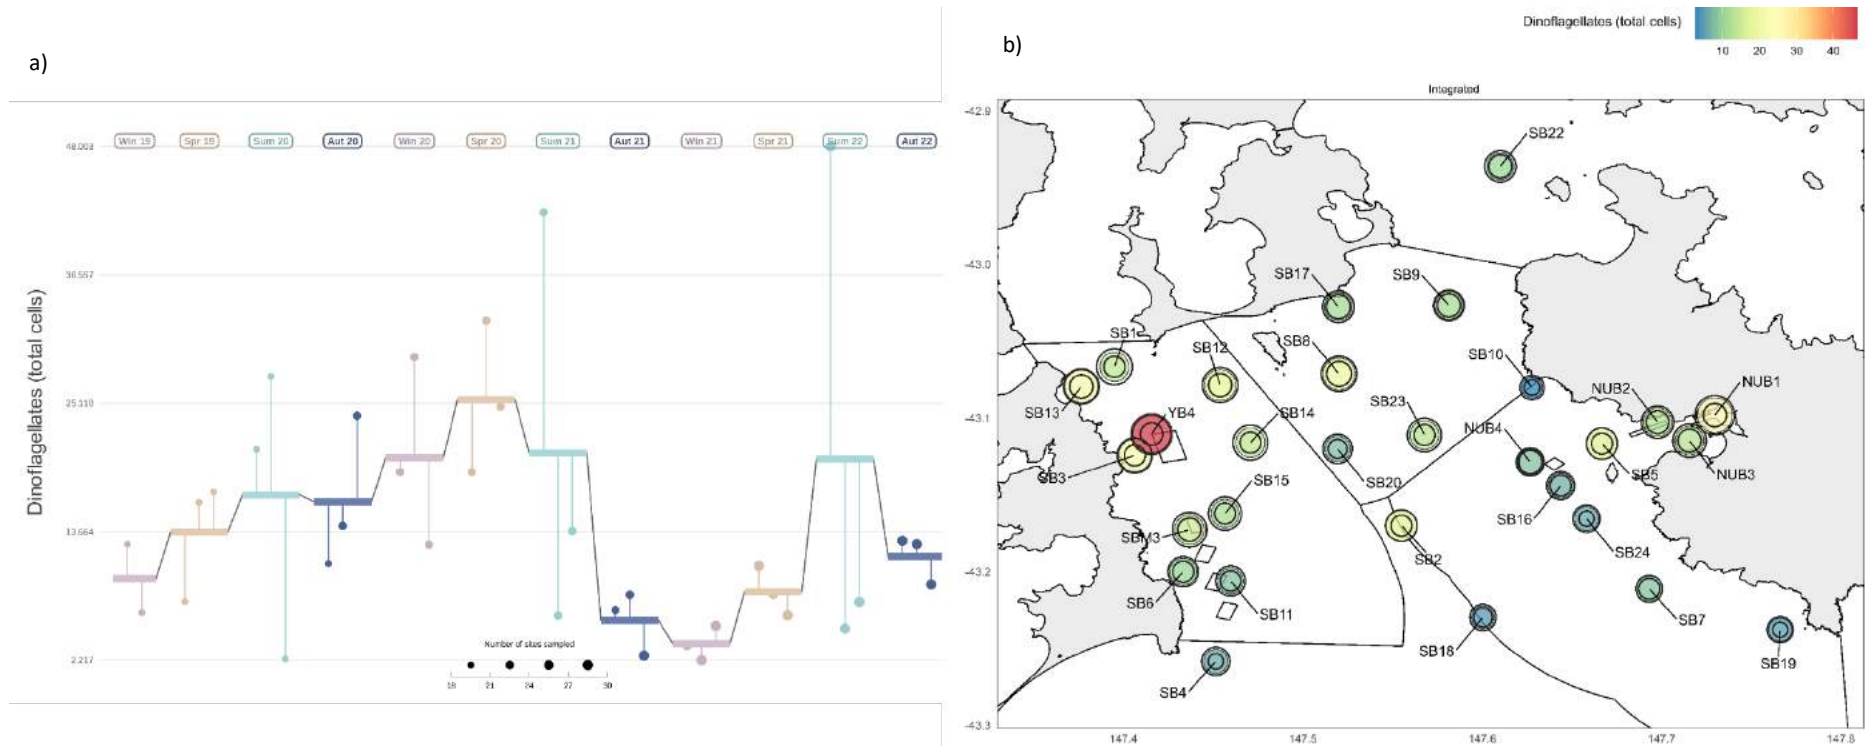 a)
Win 19 Spr 19 Sum 20 Aut 20 Win 20 Spr 20 Sum 21 Aut 21 Win 21 Spr 21 Sum 22 Aut 22
48.003
36.557
25.110
13.664
2.217
Dinoflagellates (total cells)
Number of sites sampled
18 21 24 27 30
b)
Dinoflagellates (total cells)
10 20 30 40
Integrated
-42.9
-43.0
-43.1
-43.2
-43.3
147.4 147.5 147.6 147.7 147.8
SB22
SB17
SB9
SB1
SB12
SB8
SB10
NUB2
NUB1
SB13
YB4
SB14
SB23
NUB4
SB3
SB20
SB5
NUB3
SB15
SB16
SBM3
SB2
SB24
SB6
SB11
SB7
SB18
SB19
SB4